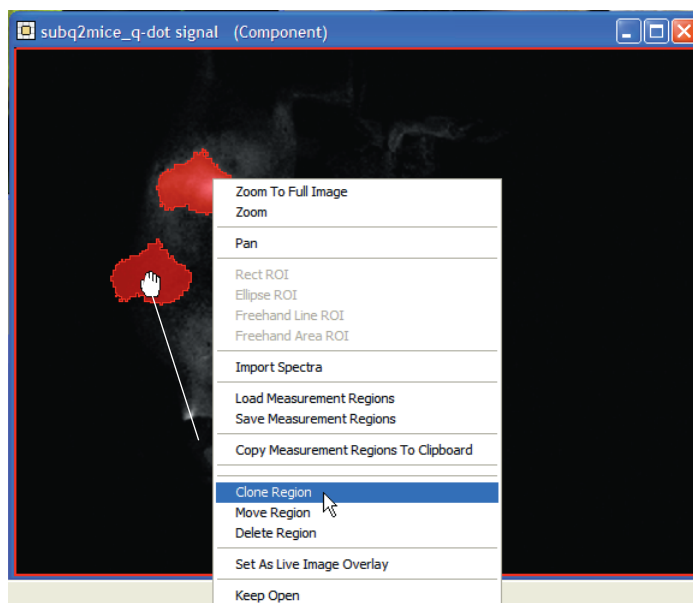 subq2mice_q-dot signal (Component)
Zoom To Full Image
Zoom
Pan
Rect ROI
Ellipse ROI
Freehand Line ROI
Freehand Area ROI
Import Spectra
Load Measurement Regions
Save Measurement Regions
Copy Measurement Regions To Clipboard
Clone Region
Move Region
Delete Region
Set As Live Image Overlay
Keep Open